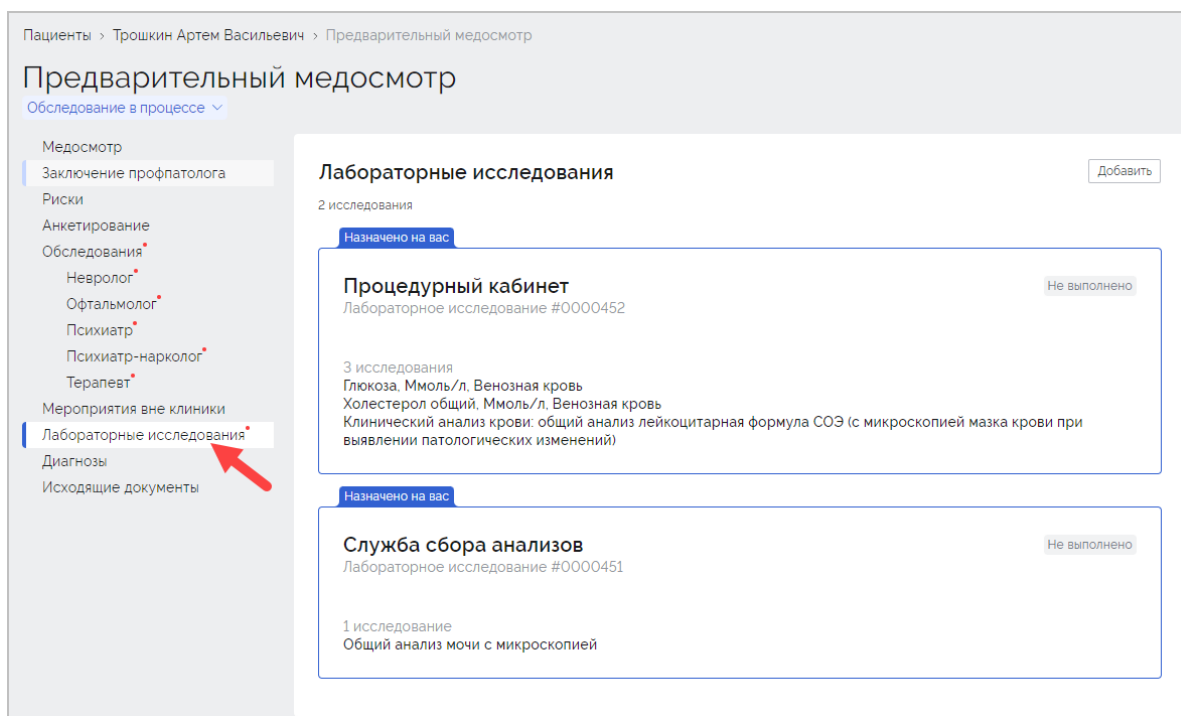 Пациенты > Трошкин Артем Васильевич > Предварительный медосмотр
Предварительный медосмотр
Обследование в процессе
Медосмотр
Заключение профпатолога
Риски
Анкетирование
Обследования
Невролог
Офтальмолог
Психиатр
Психиатр-нарколог
Терапевт
Мероприятия вне клиники
Лабораторные исследования
Диагнозы
Исходящие документы
Лабораторные исследования
Добавить
2 исследования
Назначено на вас
Процедурный кабинет
Не выполнено
Лабораторное исследование #0000452
3 исследования
Глюкоза, Ммоль/л, Венозная кровь
Холестерол общий, Ммоль/л, Венозная кровь
Клинический анализ крови: общий анализ лейкоцитарная формула СОЭ (с микроскопией мазка крови при
выявлении патологических изменений)
Назначено на вас
Служба сбора анализов
Не выполнено
Лабораторное исследование #0000451
1 исследование
Общий анализ мочи с микроскопией